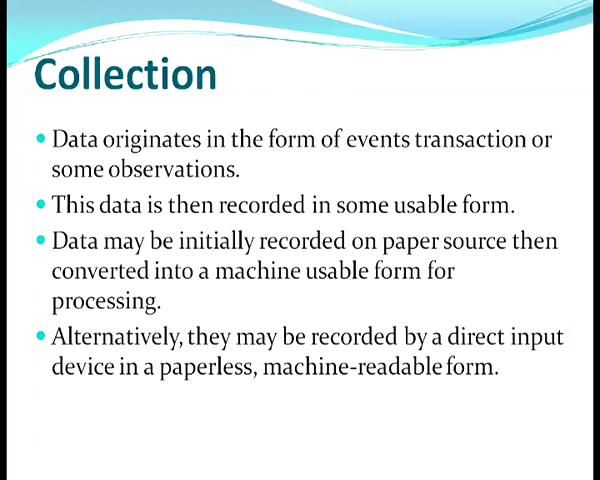 Collection
Data originates in the form of events transaction or
some observations.
This data is then recorded in some usable form.
Data may be initially recorded on paper source then
converted into a machine usable form for
processing.
Alternatively, they may be recorded by a direct input
device in a paperless, machine-readable form.